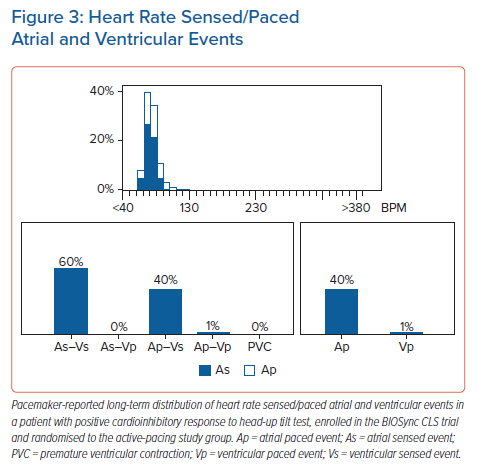 Figure 3: Heart Rate Sensed/Paced
Atrial and Ventricular Events
40%
20%
0%
<40 130 230 >380 BPM
60% 0% 40% 1% 0%
As–Vs As–Vp Ap–Vs Ap–Vp PVC
40% 1%
Ap Vp
As Ap
Pacemaker-reported long-term distribution of heart rate sensed/paced atrial and ventricular events in
a patient with positive cardioinhibitory response to head-up tilt test, enrolled in the BIOSync CLS trial
and randomised to the active-pacing study group. Ap = atrial paced event; As = atrial sensed event;
PVC = premature ventricular contraction; Vp = ventricular paced event; Vs = ventricular sensed event.